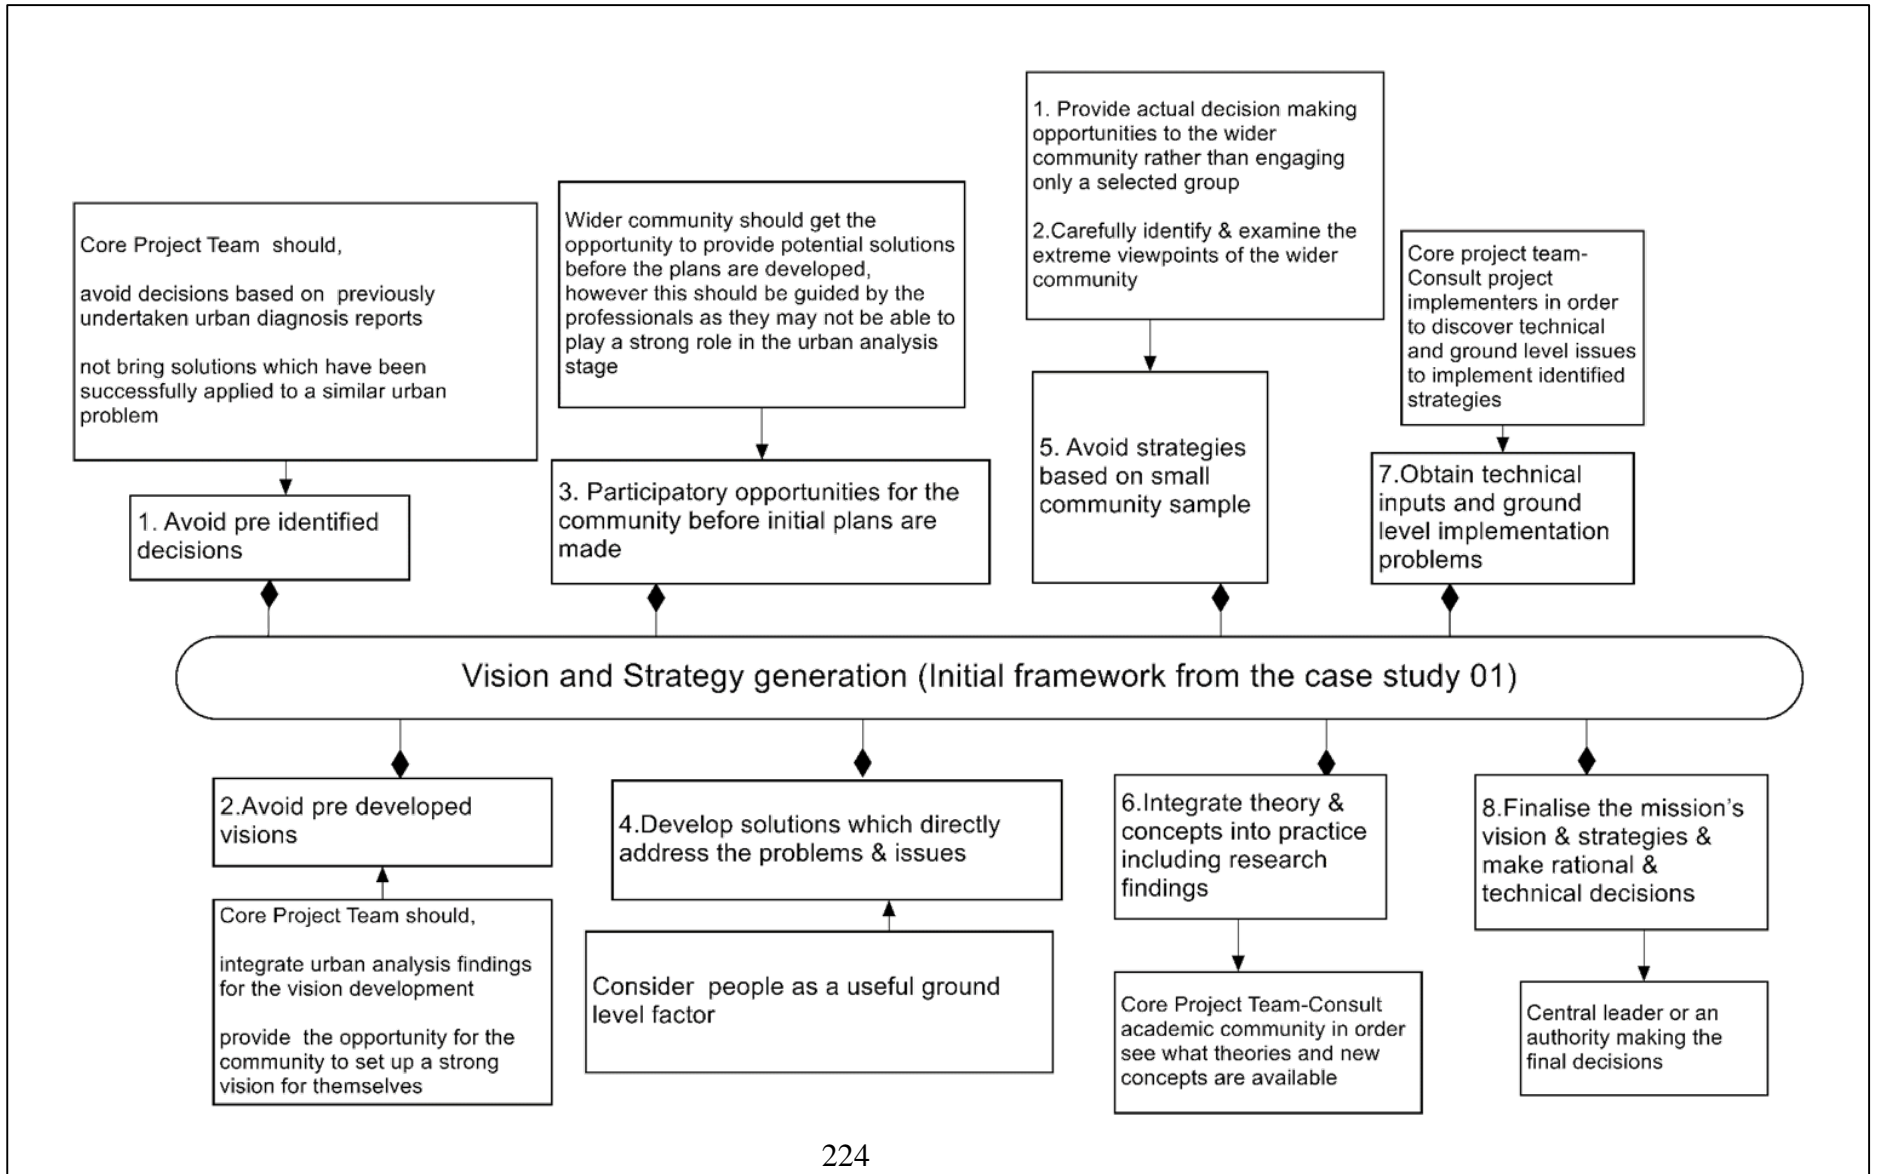 Core Project Team should,
avoid decisions based on previously
undertaken urban diagnosis reports
not bring solutions which have been
successfully applied to a similar urban
problem
1. Avoid pre identified
decisions
Wider community should get the
opportunity to provide potential solutions
before the plans are developed,
however this should be guided by the
professionals as they may not be able to
play a strong role in the urban analysis
stage
3. Participatory opportunities for the
community before initial plans are
made
1. Provide actual decision making
opportunities to the wider
community rather than engaging
only a selected group
2.Carefully identify & examine the
extreme viewpoints of the wider
community
5. Avoid strategies
based on small
community sample
Core project team-
Consult project
implementers in order
to discover technical
and ground level issues
to implement identified
strategies
7.Obtain technical
inputs and ground
level implementation
problems
Vision and Strategy generation (Initial framework from the case study 01)
2.Avoid pre developed
visions
Core Project Team should,
integrate urban analysis findings
for the vision development
provide the opportunity for the
community to set up a strong
vision for themselves
4.Develop solutions which directly
address the problems & issues
Consider people as a useful ground
level factor
6.Integrate theory &
concepts into practice
including research
findings
Core Project Team-Consult
academic community in order
see what theories and new
concepts are available
8.Finalise the mission's
vision & strategies &
make rational &
technical decisions
Central leader or an
authority making the
final decisions
224